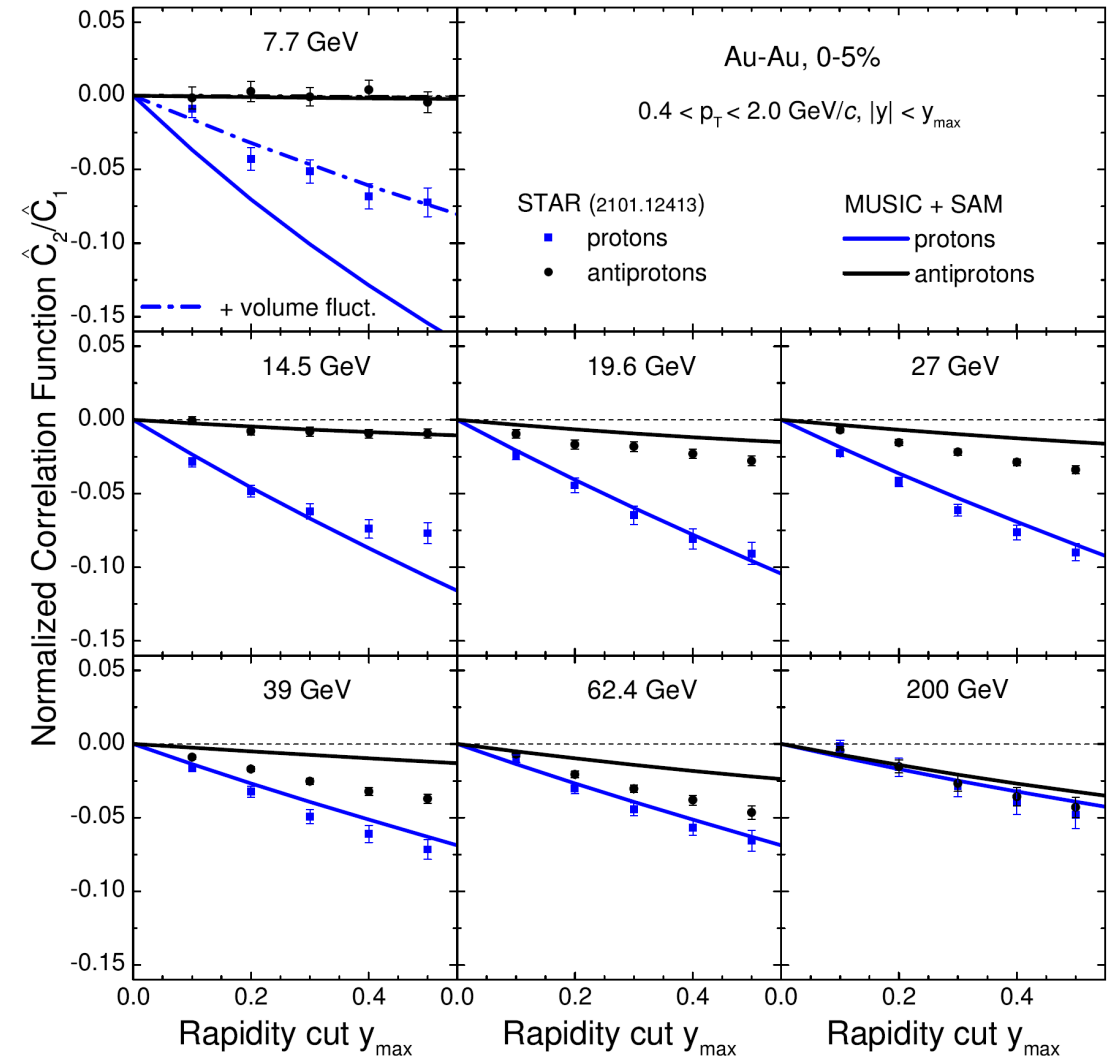 Normalized Correlation Function Ĉ₂/Ĉ₁
0.05
0.00
-0.05
-0.10
-0.15
7.7 GeV
+ volume fluct.
Au-Au, 0-5%
0.4 < p_T < 2.0 GeV/c, |y| < y_max
STAR (2101.12413)
protons
antiprotons
MUSIC + SAM
protons
antiprotons
0.05
0.00
-0.05
-0.10
-0.15
14.5 GeV
19.6 GeV
27 GeV
0.05
0.00
-0.05
-0.10
-0.15
39 GeV
62.4 GeV
200 GeV
0.0 0.2 0.4 0.0 0.2 0.4 0.0 0.2 0.4
Rapidity cut y_max
Rapidity cut y_max
Rapidity cut y_max